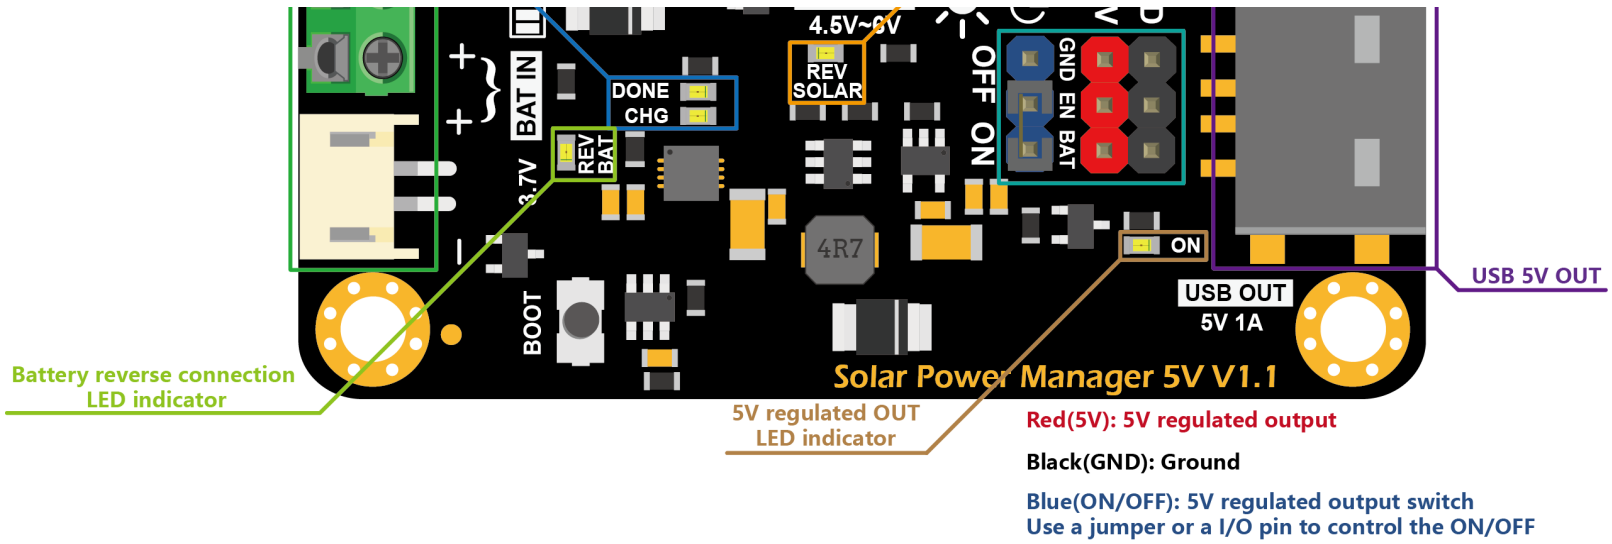 4.5V~6V
V
D
BAT IN
+
+
3.7V
DONE
CHG
REV
BAT
REV
SOLAR
OFF ON
GND EN BAT
4R7
ON
BOOT
USB OUT
5V 1A
USB 5V OUT
Solar Power Manager 5V V1.1
Battery reverse connection
LED indicator
5V regulated OUT
LED indicator
Red(5V): 5V regulated output
Black(GND): Ground
Blue(ON/OFF): 5V regulated output switch
Use a jumper or a I/O pin to control the ON/OFF